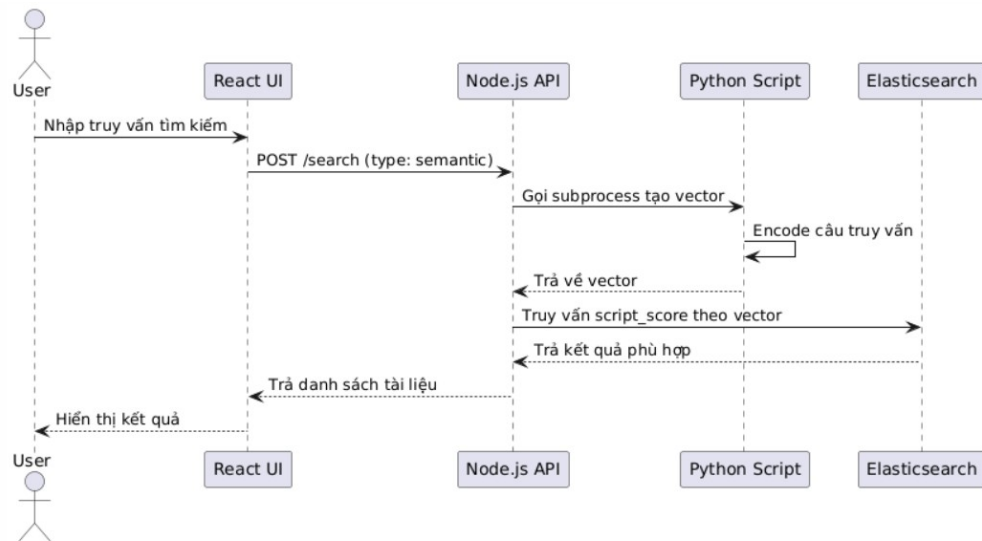 User
React UI
Node.js API
Python Script
Elasticsearch
Nhập truy vấn tìm kiếm
POST /search (type: semantic)
Gọi subprocess tạo vector
Encode câu truy vấn
Trả về vector
Truy vấn script_score theo vector
Trả kết quả phù hợp
Trả danh sách tài liệu
Hiển thị kết quả
User
React UI
Node.js API
Python Script
Elasticsearch